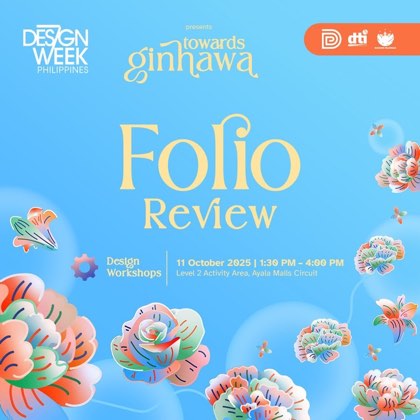 DESIGN
WEEK
PHILIPPINES
presents
towards
ginhawa
dti
Folio
Review
Design
Workshops
11 October 2025 | 1:30 PM - 4:00 PM
Level 2 Activity Area, Ayala Malls Circuit